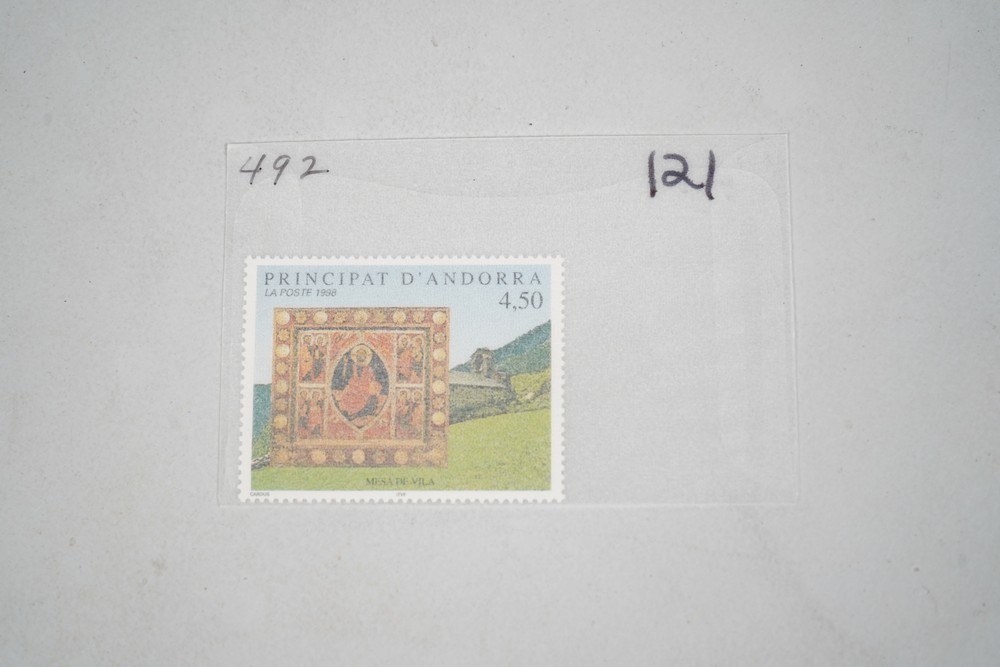 492
121
PRINCIPAT D'ANDORRA
LA POSTE 1998
4,50
MESA DE VILA